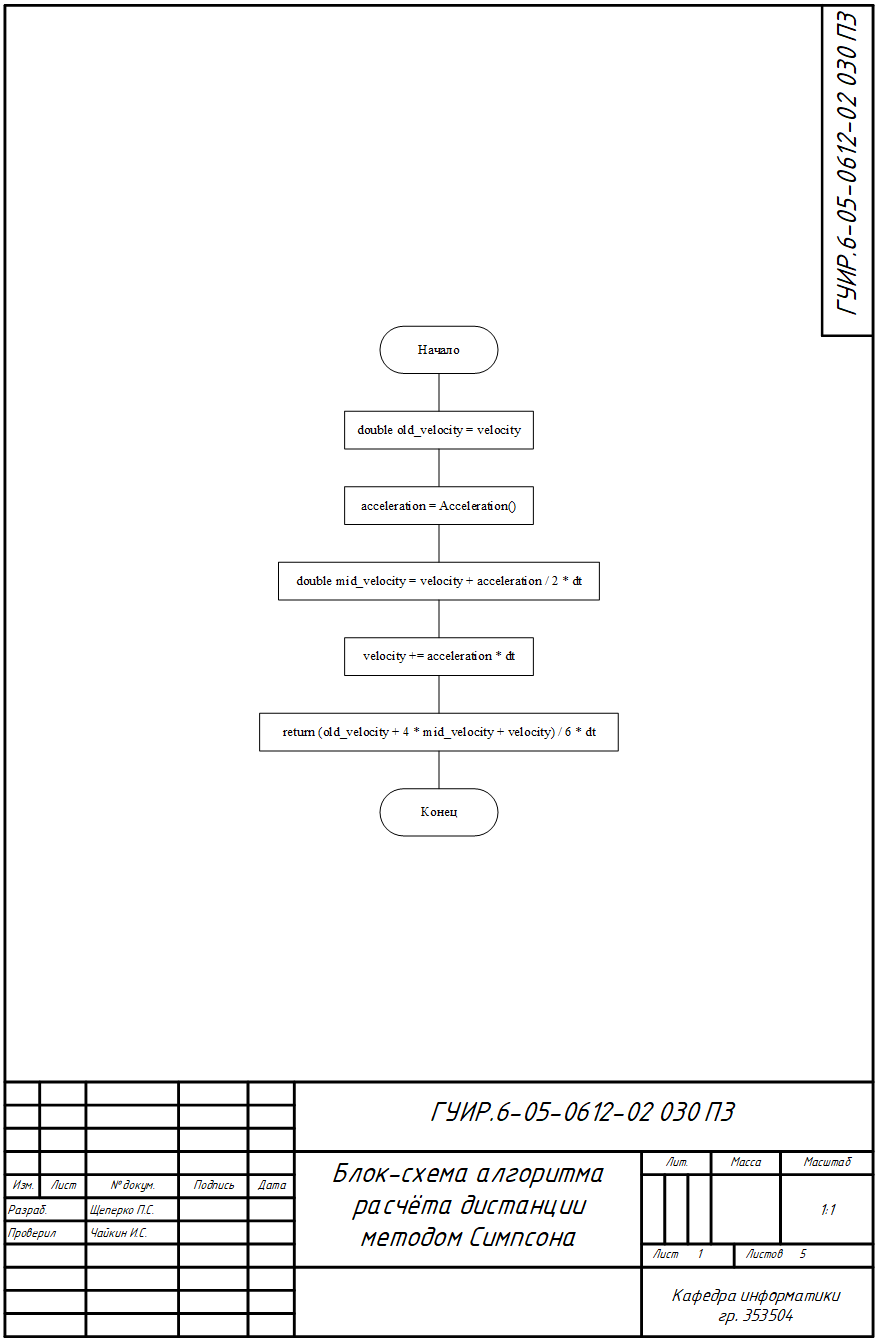 ГУИР.6-05-0612-02 030 ПЗ
Начало
double old_velocity = velocity
acceleration = Acceleration()
double mid_velocity = velocity + acceleration / 2 * dt
velocity += acceleration * dt
return (old_velocity + 4 * mid_velocity + velocity) / 6 * dt
Конец
ГУИР.6-05-0612-02 030 ПЗ
Блок-схема алгоритма
расчёта дистанции
методом Симпсона
Лит. Масса Масштаб
1:1
Лист 1 Листов 5
Изм. Лист № докум. Подпись Дата
Разраб. Щеперко П.С.
Проверил Чайкин И.С.
Кафедра информатики
гр. 353504